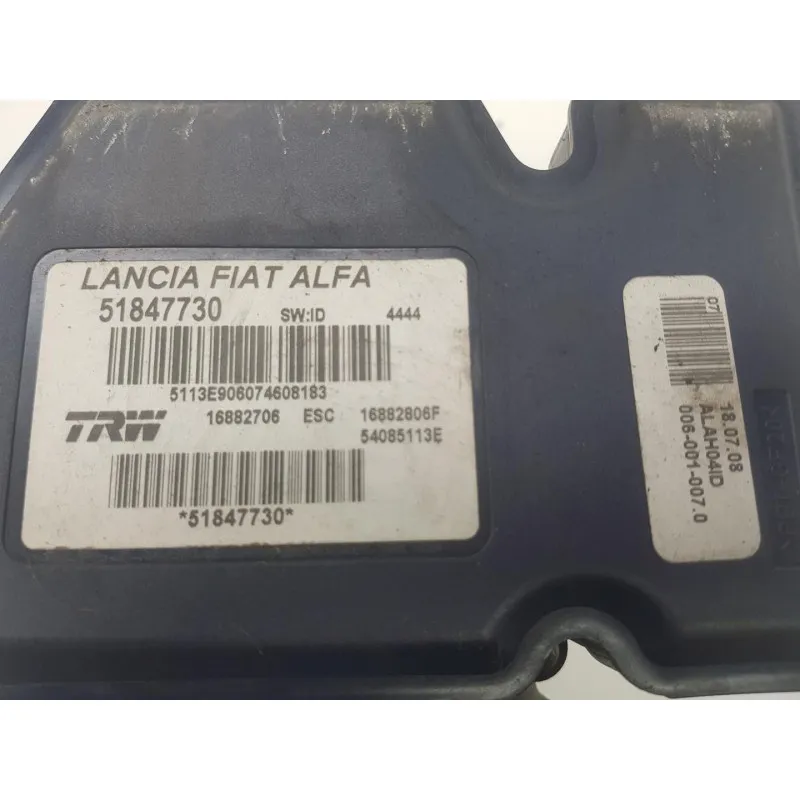 LANCIA FIAT ALFA
51847730 SW:ID 4444
5113E906074608183
TRW 16882706 ESC 16882806F
54085113E
*51847730*
07
18.07.08
ALAH04ID
006-001-007.0